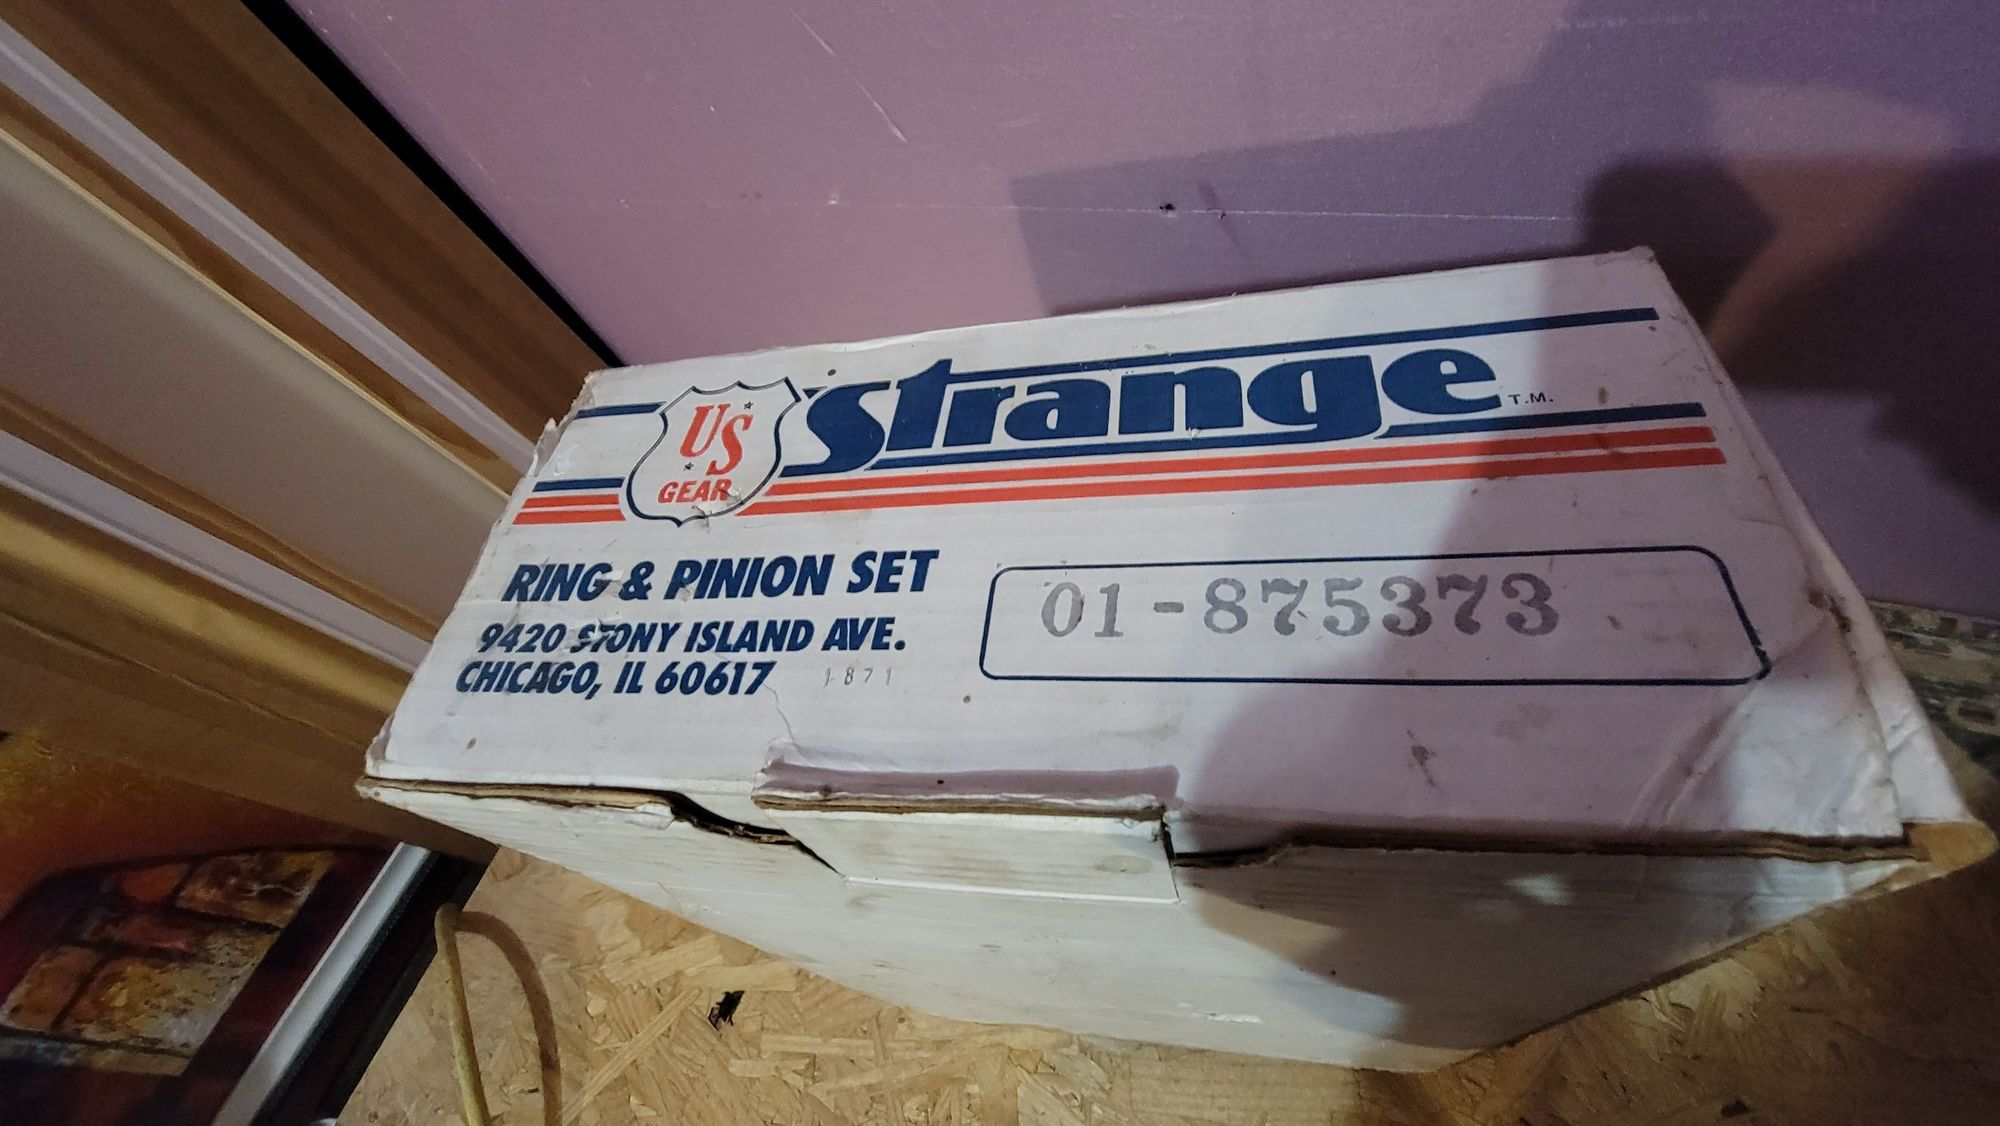 US
GEAR
strange T.M.
RING & PINION SET
01-875373
9420 STONY ISLAND AVE.
CHICAGO, IL 60617
1871